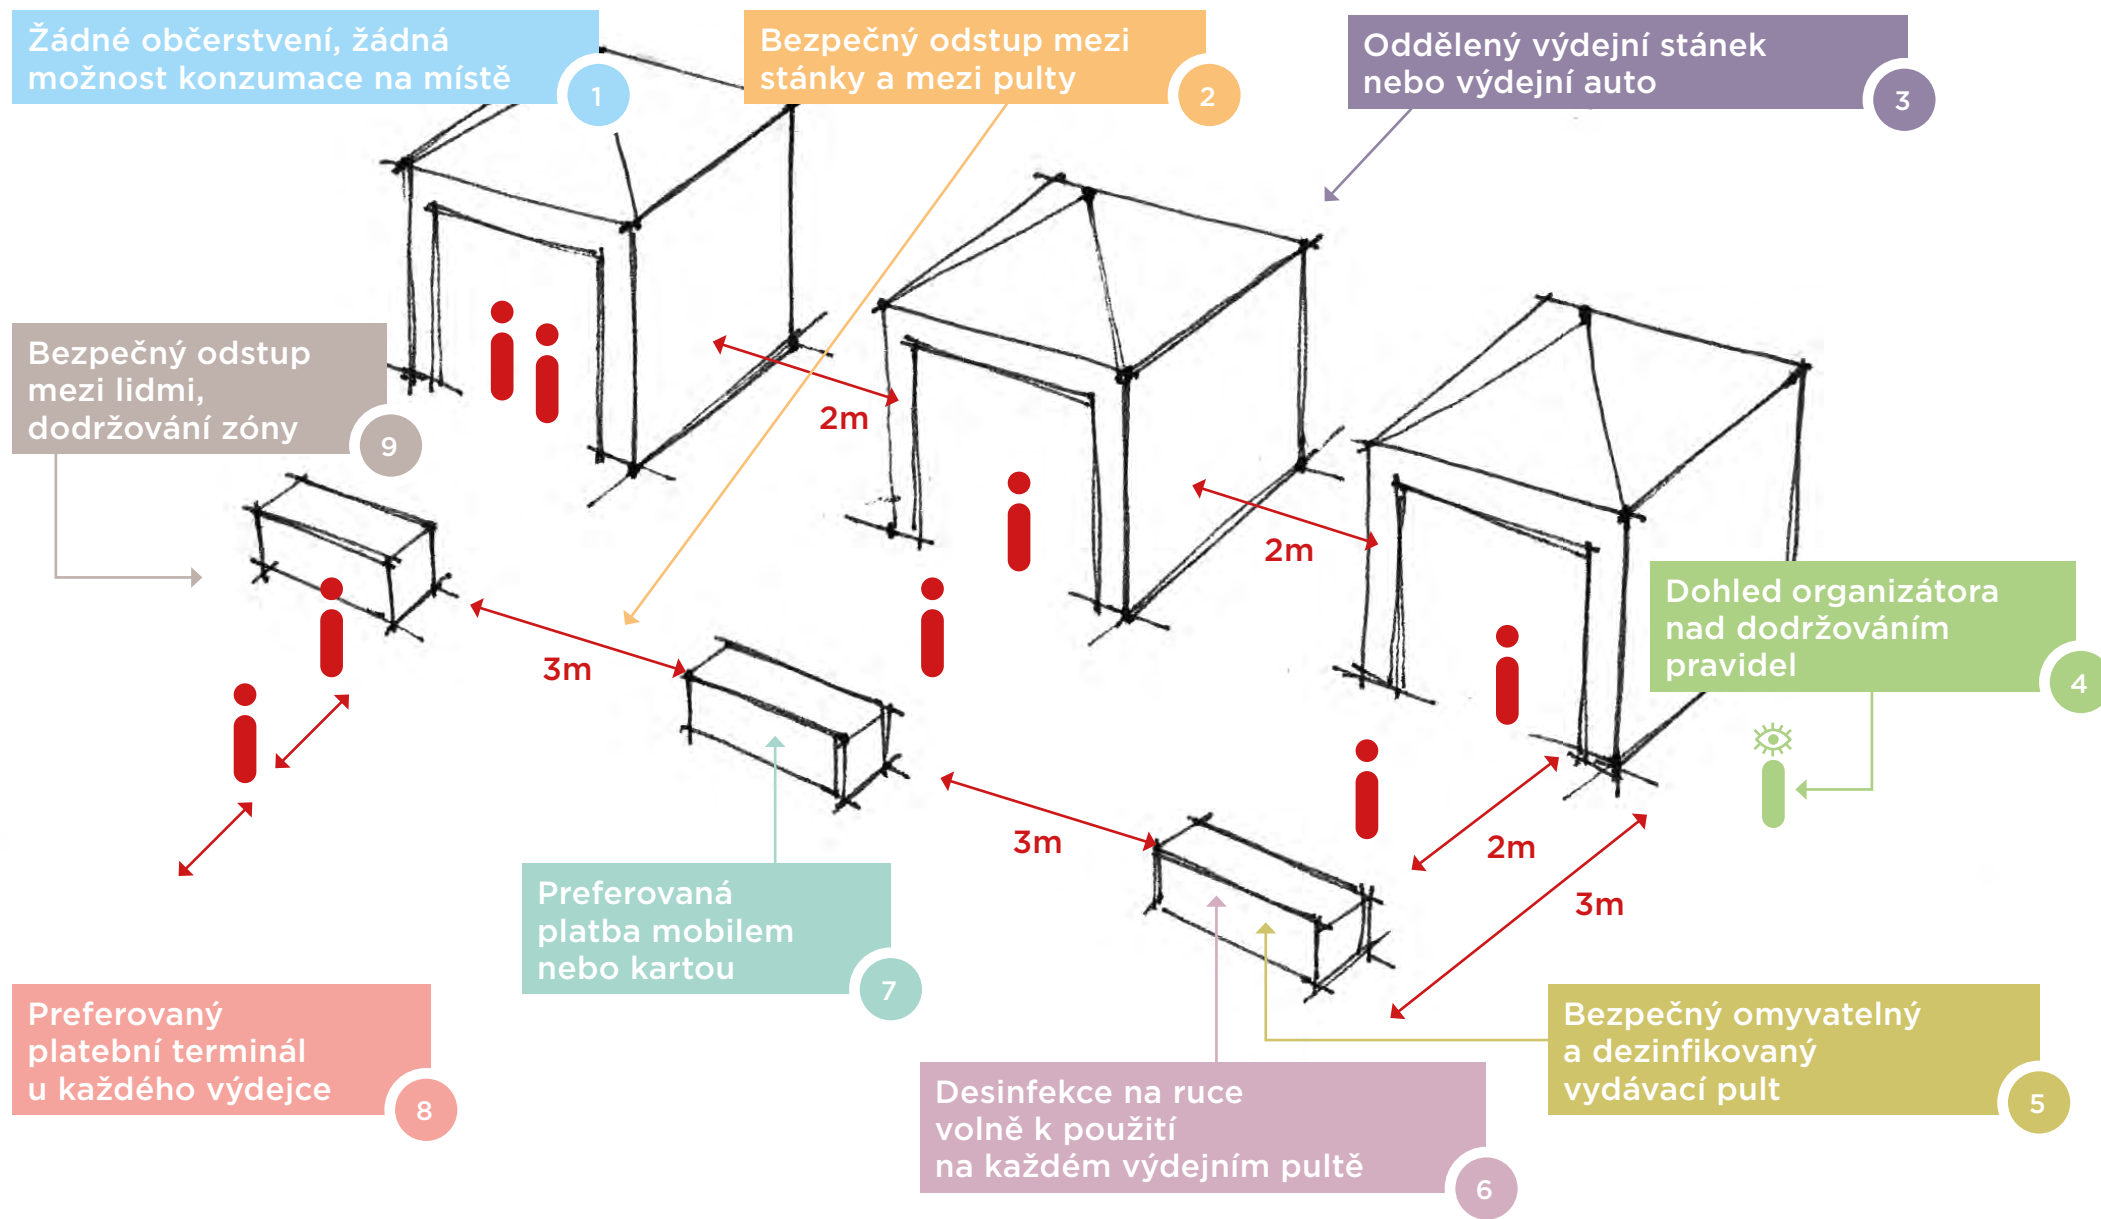 Žádné občerstvení, žádná
možnost konzumace na místě
1
Bezpečný odstup mezi
stánky a mezi pulty
2
Oddělený výdejní stánek
nebo výdejní auto
3
Bezpečný odstup
mezi lidmi,
dodržování zóny
9
2m
2m
Dohled organizátora
nad dodržováním
pravidel
4
3m
3m
2m
3m
Preferovaná
platba mobilem
nebo kartou
7
Preferovaný
platební terminál
u každého výdejce
8
Desinfekce na ruce
volně k použití
na každém výdejním pultě
6
Bezpečný omyvatelný
a dezinfikovaný
vydávací pult
5